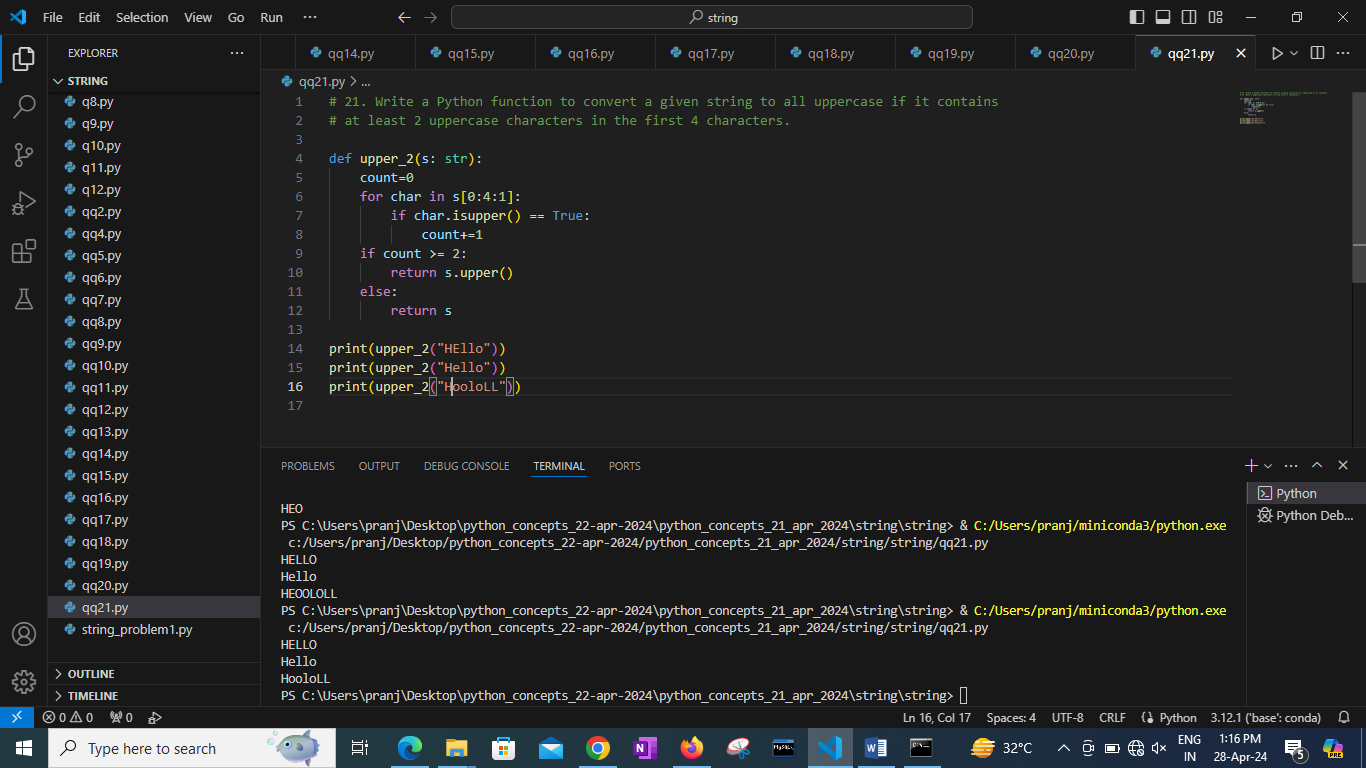 File Edit Selection View Go Run ··· string
EXPLORER ···
STRING
q8.py
q9.py
q10.py
q11.py
q12.py
qq2.py
qq4.py
qq5.py
qq6.py
qq7.py
qq8.py
qq9.py
qq10.py
qq11.py
qq12.py
qq13.py
qq14.py
qq15.py
qq16.py
qq17.py
qq18.py
qq19.py
qq20.py
qq21.py
string_problem1.py
OUTLINE
TIMELINE
qq14.py qq15.py qq16.py qq17.py qq18.py qq19.py qq20.py qq21.py
qq21.py > ...
1 # 21. Write a Python function to convert a given string to all uppercase if it contains
2 # at least 2 uppercase characters in the first 4 characters.
3
4 def upper_2(s: str):
5     count=0
6     for char in s[0:4:1]:
7         if char.isupper() == True:
8             count+=1
9     if count >= 2:
10         return s.upper()
11     else:
12         return s
13
14 print(upper_2("HEllo"))
15 print(upper_2("Hello"))
16 print(upper_2("HooloLL"))
17
PROBLEMS OUTPUT DEBUG CONSOLE TERMINAL PORTS
HEO
PS C:\Users\pranj\Desktop\python_concepts_22-apr-2024\python_concepts_21_apr_2024\string\string> & C:/Users/pranj/miniconda3/python.exe
c:/Users/pranj/Desktop/python_concepts_22-apr-2024/python_concepts_21_apr_2024/string/string/qq21.py
HELLO
Hello
HEOOLOLL
PS C:\Users\pranj\Desktop\python_concepts_22-apr-2024\python_concepts_21_apr_2024\string\string> & C:/Users/pranj/miniconda3/python.exe
c:/Users/pranj/Desktop/python_concepts_22-apr-2024/python_concepts_21_apr_2024/string/string/qq21.py
HELLO
Hello
HooloLL
PS C:\Users\pranj\Desktop\python_concepts_22-apr-2024\python_concepts_21_apr_2024\string\string>
Python
Python Deb...
0 0 0 Ln 16, Col 17 Spaces: 4 UTF-8 CRLF Python 3.12.1 ('base': conda)
Type here to search 32°C ENG IN 1:16 PM 28-Apr-24 5